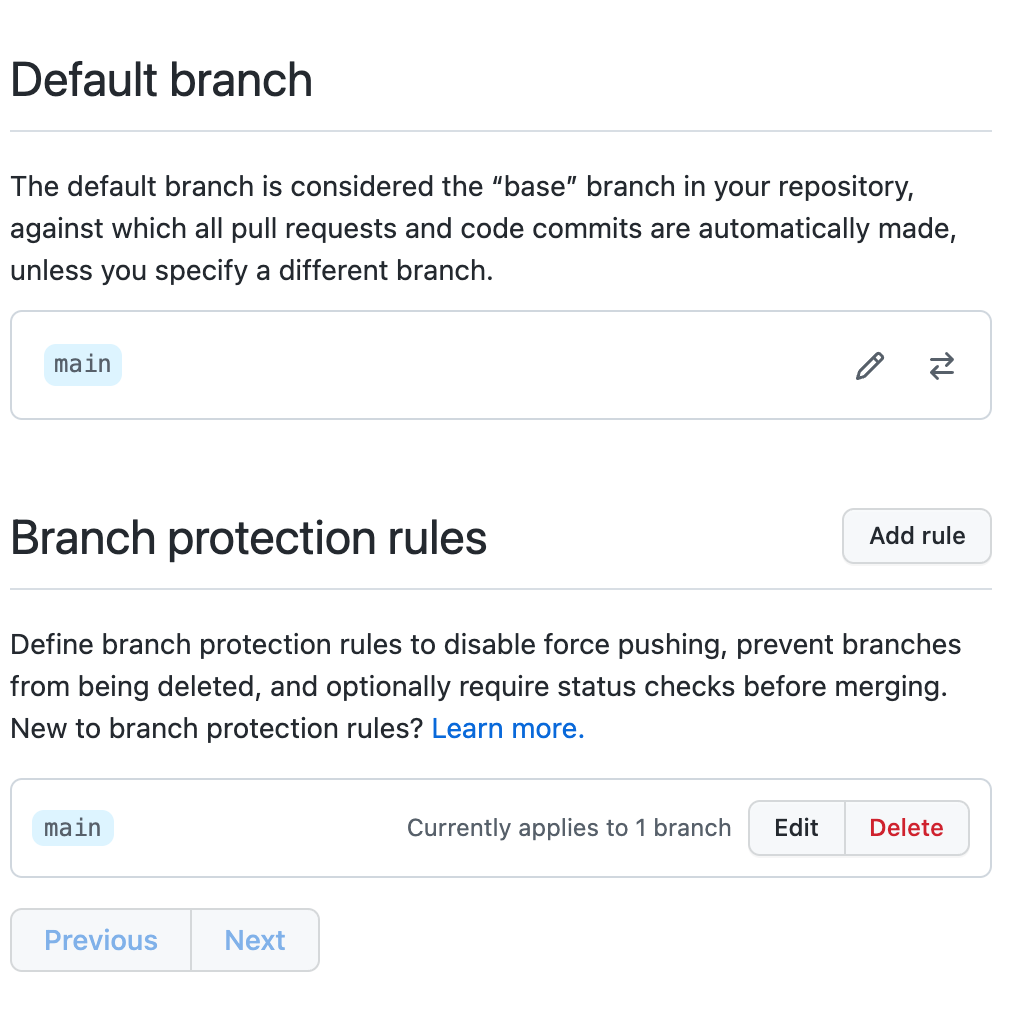 Default branch
The default branch is considered the “base” branch in your repository,
against which all pull requests and code commits are automatically made,
unless you specify a different branch.
main
Branch protection rules
Add rule
Define branch protection rules to disable force pushing, prevent branches
from being deleted, and optionally require status checks before merging.
New to branch protection rules? Learn more.
main Currently applies to 1 branch Edit Delete
Previous Next